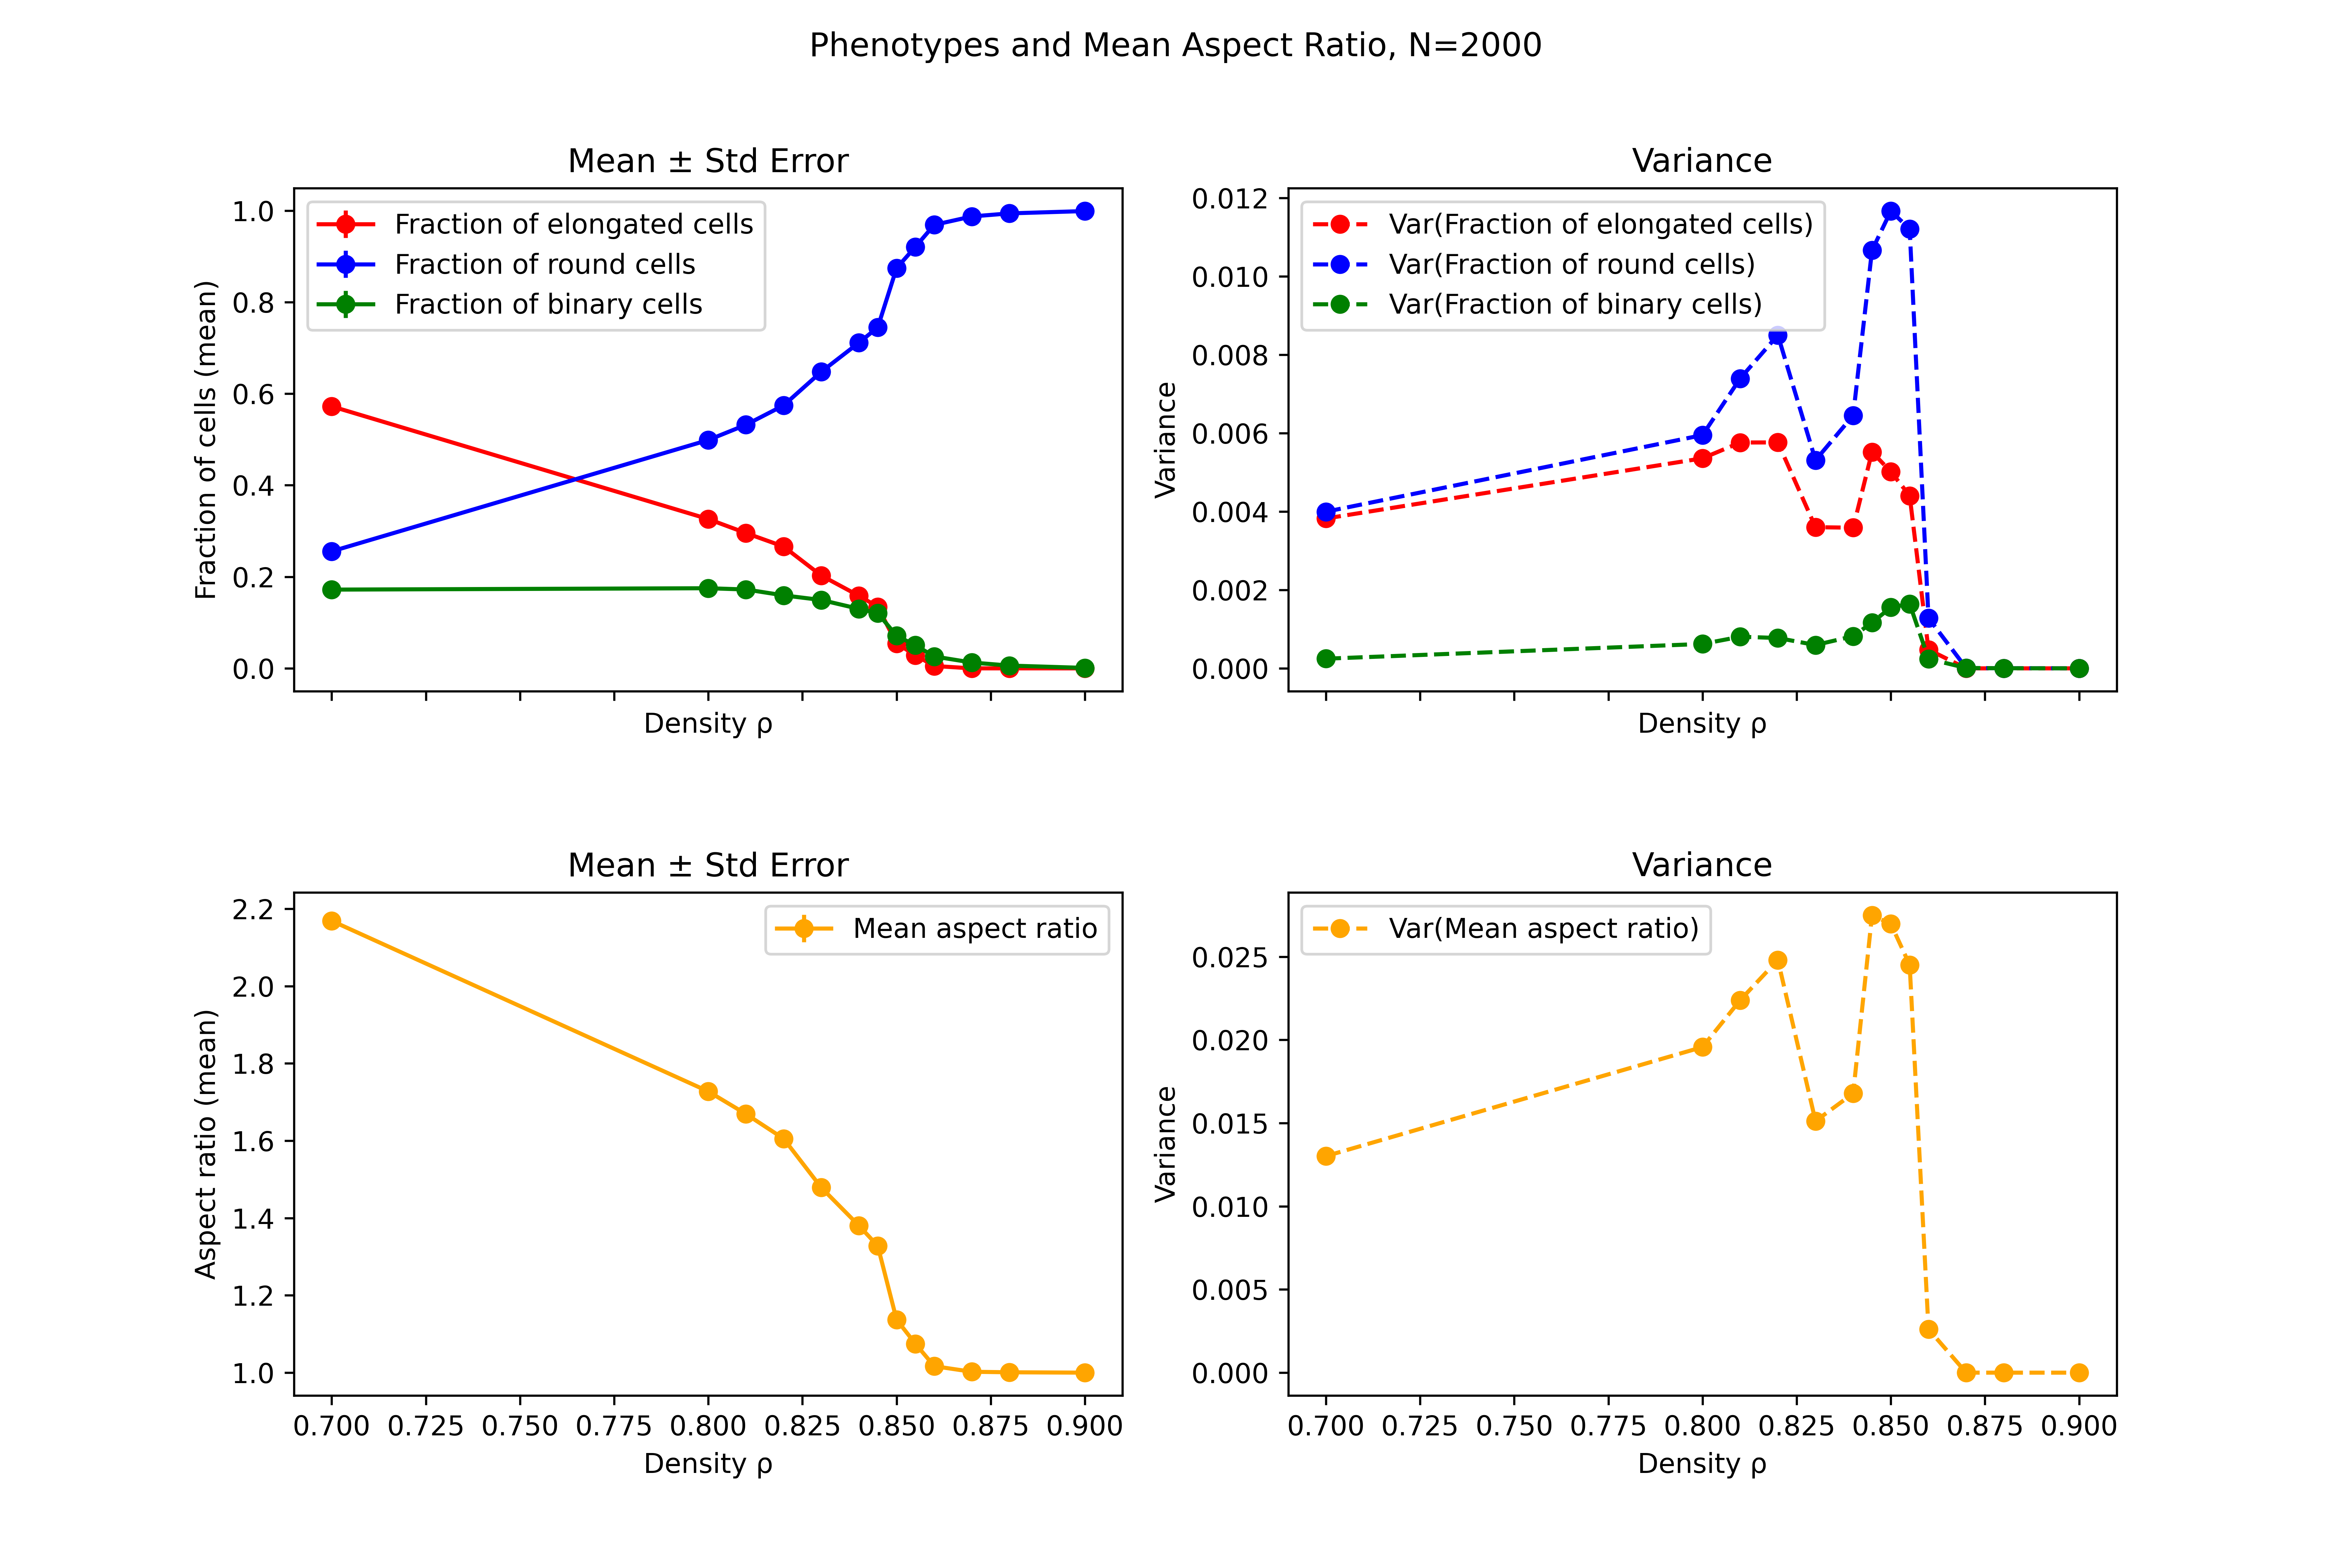 Phenotypes and Mean Aspect Ratio, N=2000
Mean ± Std Error
Fraction of cells (mean)
1.0
0.8
0.6
0.4
0.2
0.0
Fraction of elongated cells
Fraction of round cells
Fraction of binary cells
Density ρ
Variance
Variance
0.012
0.010
0.008
0.006
0.004
0.002
0.000
Var(Fraction of elongated cells)
Var(Fraction of round cells)
Var(Fraction of binary cells)
Density ρ
Mean ± Std Error
Aspect ratio (mean)
2.2
2.0
1.8
1.6
1.4
1.2
1.0
Mean aspect ratio
0.700 0.725 0.750 0.775 0.800 0.825 0.850 0.875 0.900
Density ρ
Variance
Variance
0.025
0.020
0.015
0.010
0.005
0.000
Var(Mean aspect ratio)
0.700 0.725 0.750 0.775 0.800 0.825 0.850 0.875 0.900
Density ρ